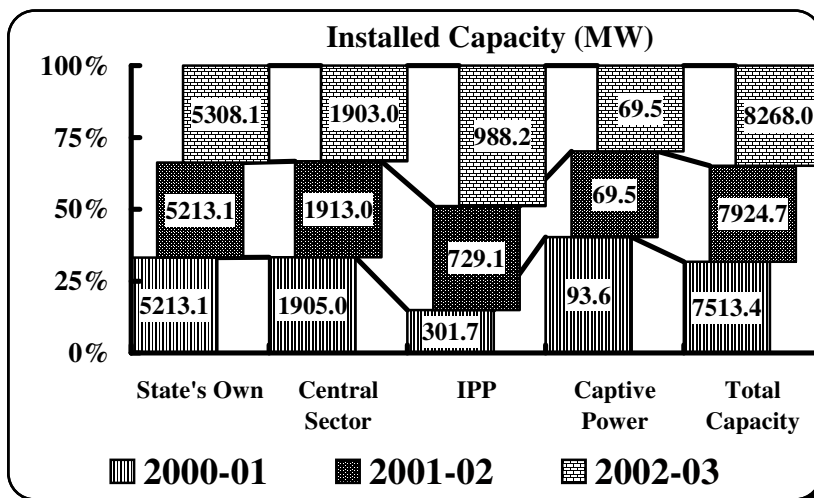 Installed Capacity (MW)
100%
75%
50%
25%
0%
5308.1 1903.0 988.2 69.5 8268.0
5213.1 1913.0 729.1 69.5 7924.7
5213.1 1905.0 301.7 93.6 7513.4
State's Own Central Sector IPP Captive Power Total Capacity
2000-01 2001-02 2002-03